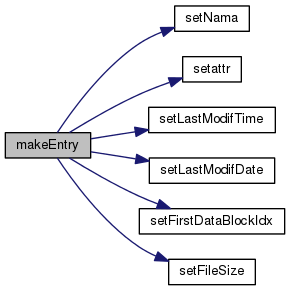 setNama
setattr
setLastModifTime
makeEntry
setLastModifDate
setFirstDataBlockIdx
setFileSize